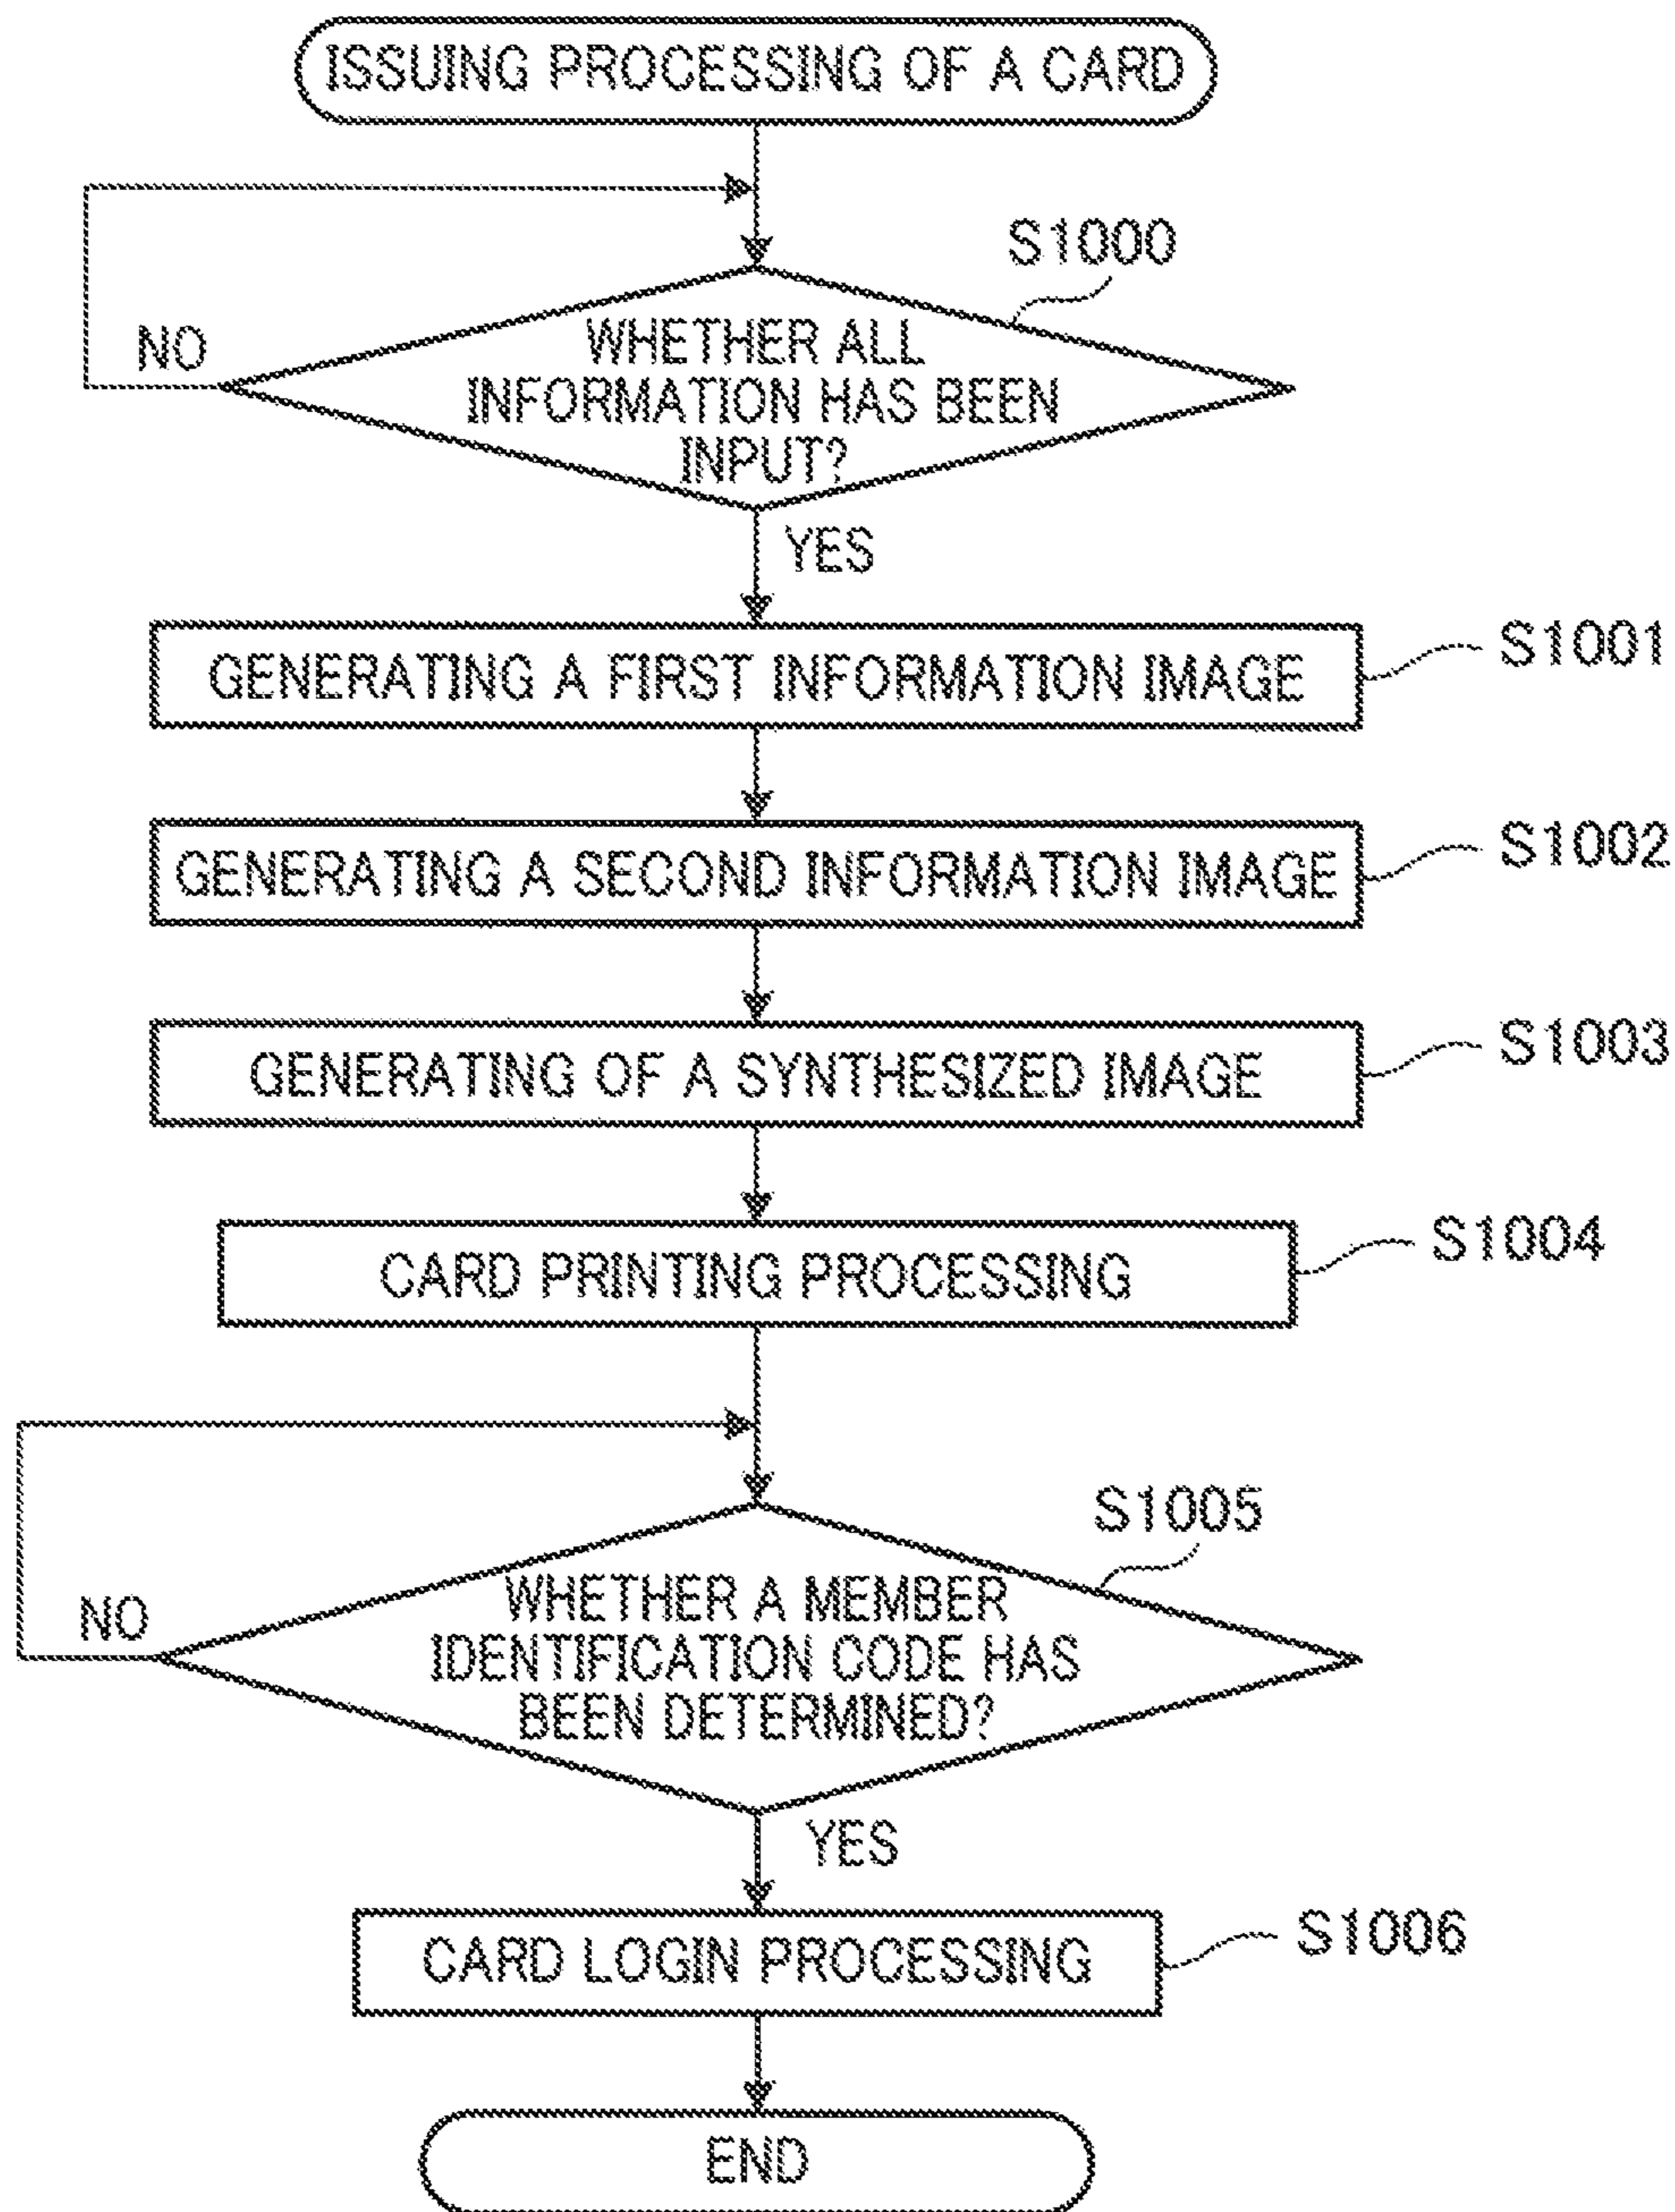 ISSUING PROCESSING OF A CARD
S1000
NO
WHETHER ALL
INFORMATION HAS BEEN
INPUT?
YES
GENERATING A FIRST INFORMATION IMAGE
S1001
GENERATING A SECOND INFORMATION IMAGE
S1002
GENERATING OF A SYNTHESIZED IMAGE
S1003
CARD PRINTING PROCESSING
S1004
S1005
NO
WHETHER A MEMBER
IDENTIFICATION CODE HAS
BEEN DETERMINED?
YES
CARD LOGIN PROCESSING
S1006
END